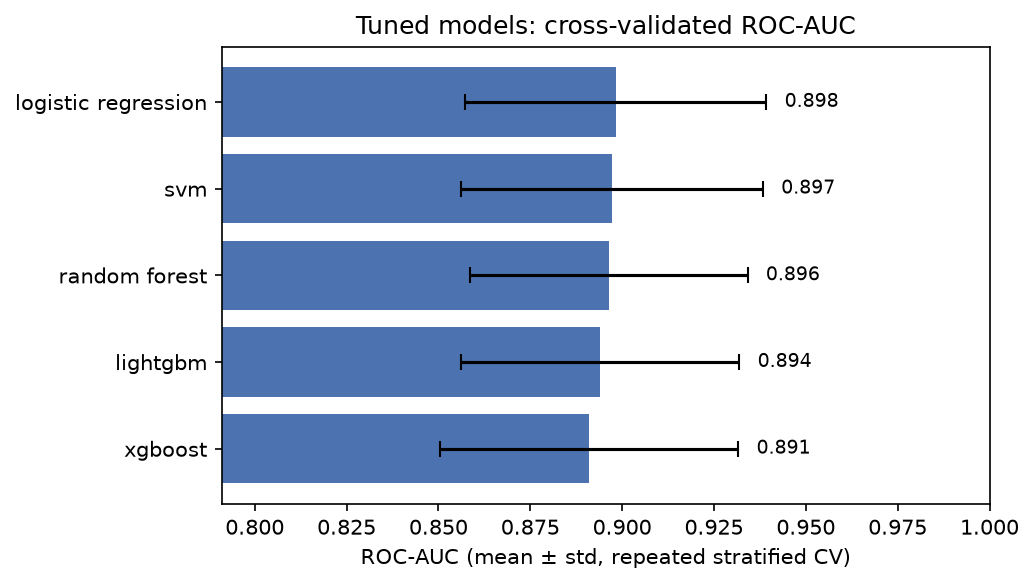 Tuned models: cross-validated ROC-AUC
logistic regression 0.898
svm 0.897
random forest 0.896
lightgbm 0.894
xgboost 0.891
0.800 0.825 0.850 0.875 0.900 0.925 0.950 0.975 1.000
ROC-AUC (mean ± std, repeated stratified CV)